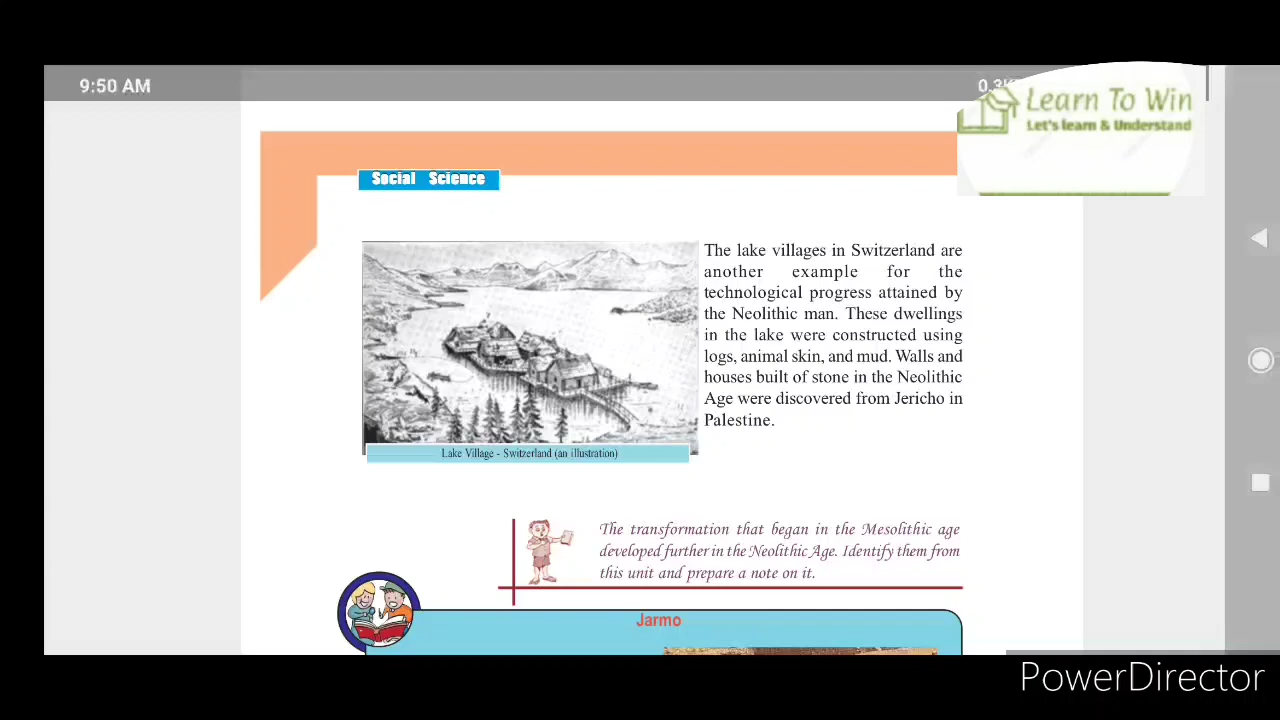 9:50 AM
Learn To Win
Let's learn & Understand
Social Science
The lake villages in Switzerland are
another example for the
technological progress attained by
the Neolithic man. These dwellings
in the lake were constructed using
logs, animal skin, and mud. Walls and
houses built of stone in the Neolithic
Age were discovered from Jericho in
Palestine.
Lake Village - Switzerland (an illustration)
The transformation that began in the Mesolithic age
developed further in the Neolithic Age. Identify them from
this unit and prepare a note on it.
Jarmo
PowerDirector